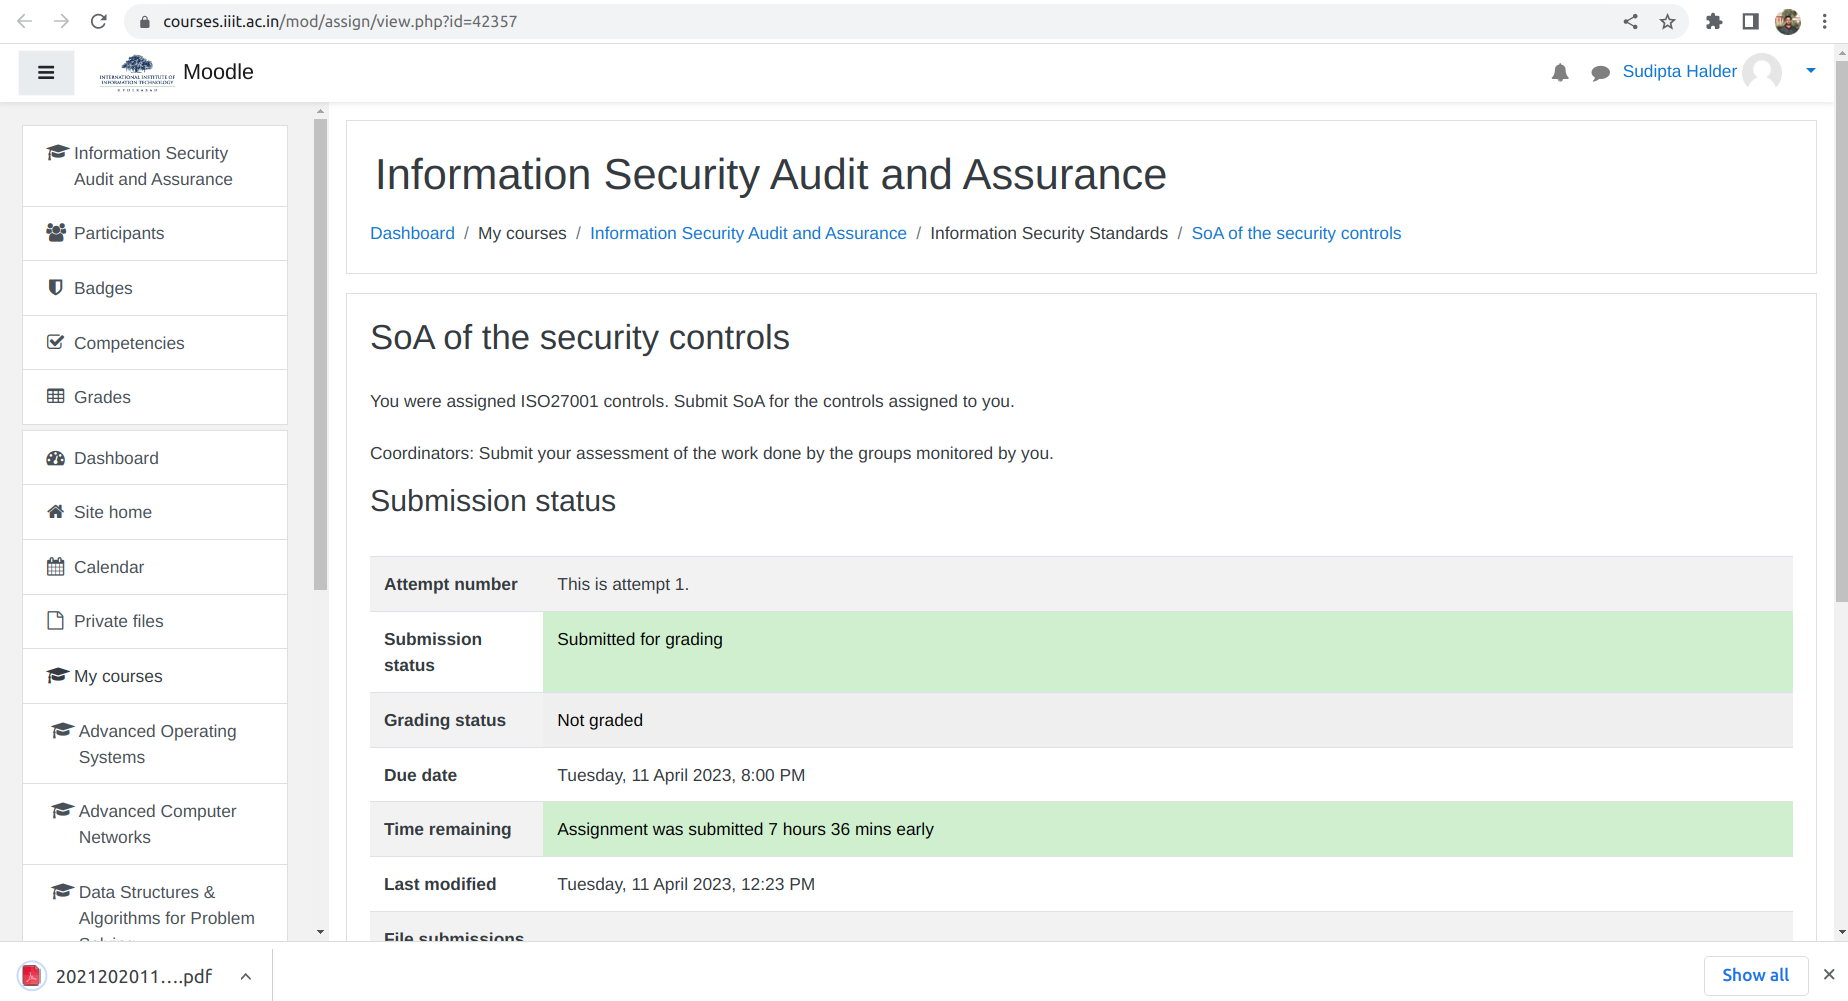 courses.iiit.ac.in/mod/assign/view.php?id=42357
INTERNATIONAL INSTITUTE OF
INFORMATION TECHNOLOGY
HYDERABAD
Moodle
Sudipta Halder
Information Security
Audit and Assurance
Participants
Badges
Competencies
Grades
Dashboard
Site home
Calendar
Private files
My courses
Advanced Operating
Systems
Advanced Computer
Networks
Data Structures &
Algorithms for Problem
Information Security Audit and Assurance
Dashboard / My courses / Information Security Audit and Assurance / Information Security Standards / SoA of the security controls
SoA of the security controls
You were assigned ISO27001 controls. Submit SoA for the controls assigned to you.
Coordinators: Submit your assessment of the work done by the groups monitored by you.
Submission status
Attempt number This is attempt 1.
Submission
status
Submitted for grading
Grading status Not graded
Due date Tuesday, 11 April 2023, 8:00 PM
Time remaining Assignment was submitted 7 hours 36 mins early
Last modified Tuesday, 11 April 2023, 12:23 PM
File submissions
2021202011....pdf
Show all